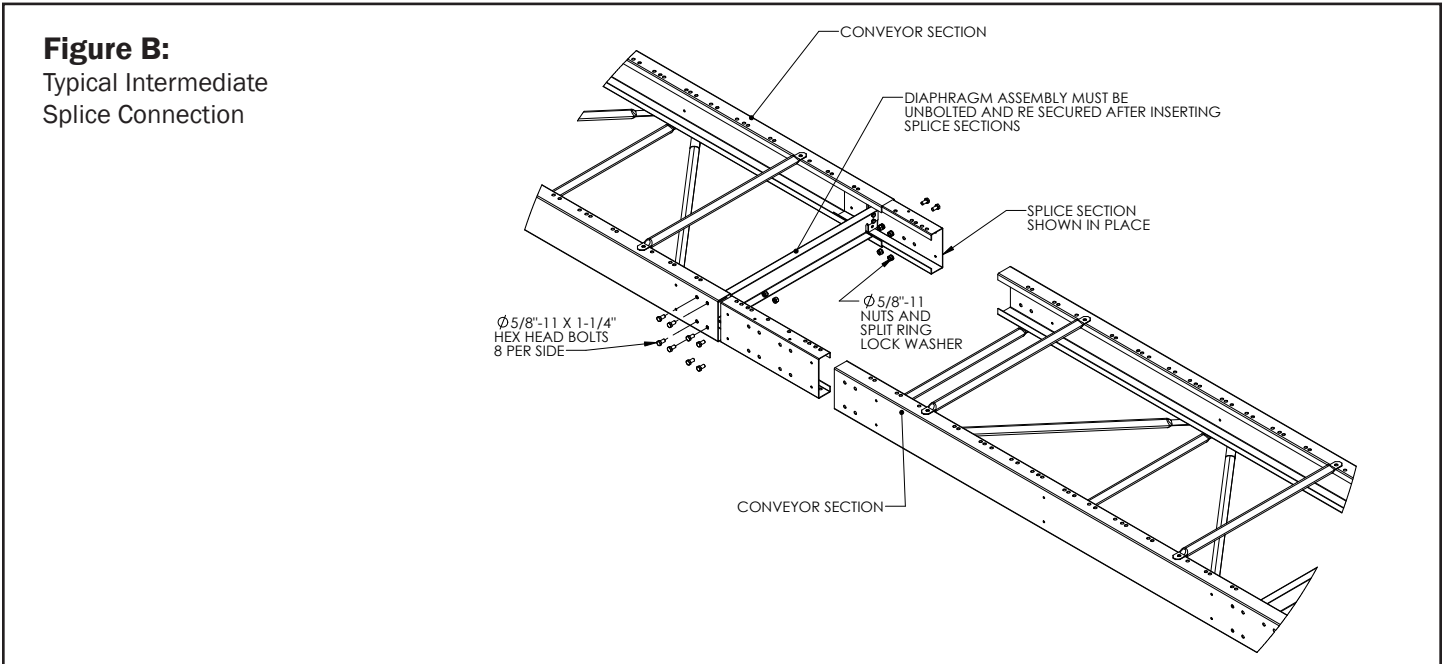 Figure B:
Typical Intermediate
Splice Connection
CONVEYOR SECTION
DIAPHRAGM ASSEMBLY MUST BE
UNBOLTED AND RE SECURED AFTER INSERTING
SPLICE SECTIONS
SPLICE SECTION
SHOWN IN PLACE
∅5/8"-11
NUTS AND
SPLIT RING
LOCK WASHER
∅5/8"-11 X 1-1/4"
HEX HEAD BOLTS
8 PER SIDE
CONVEYOR SECTION